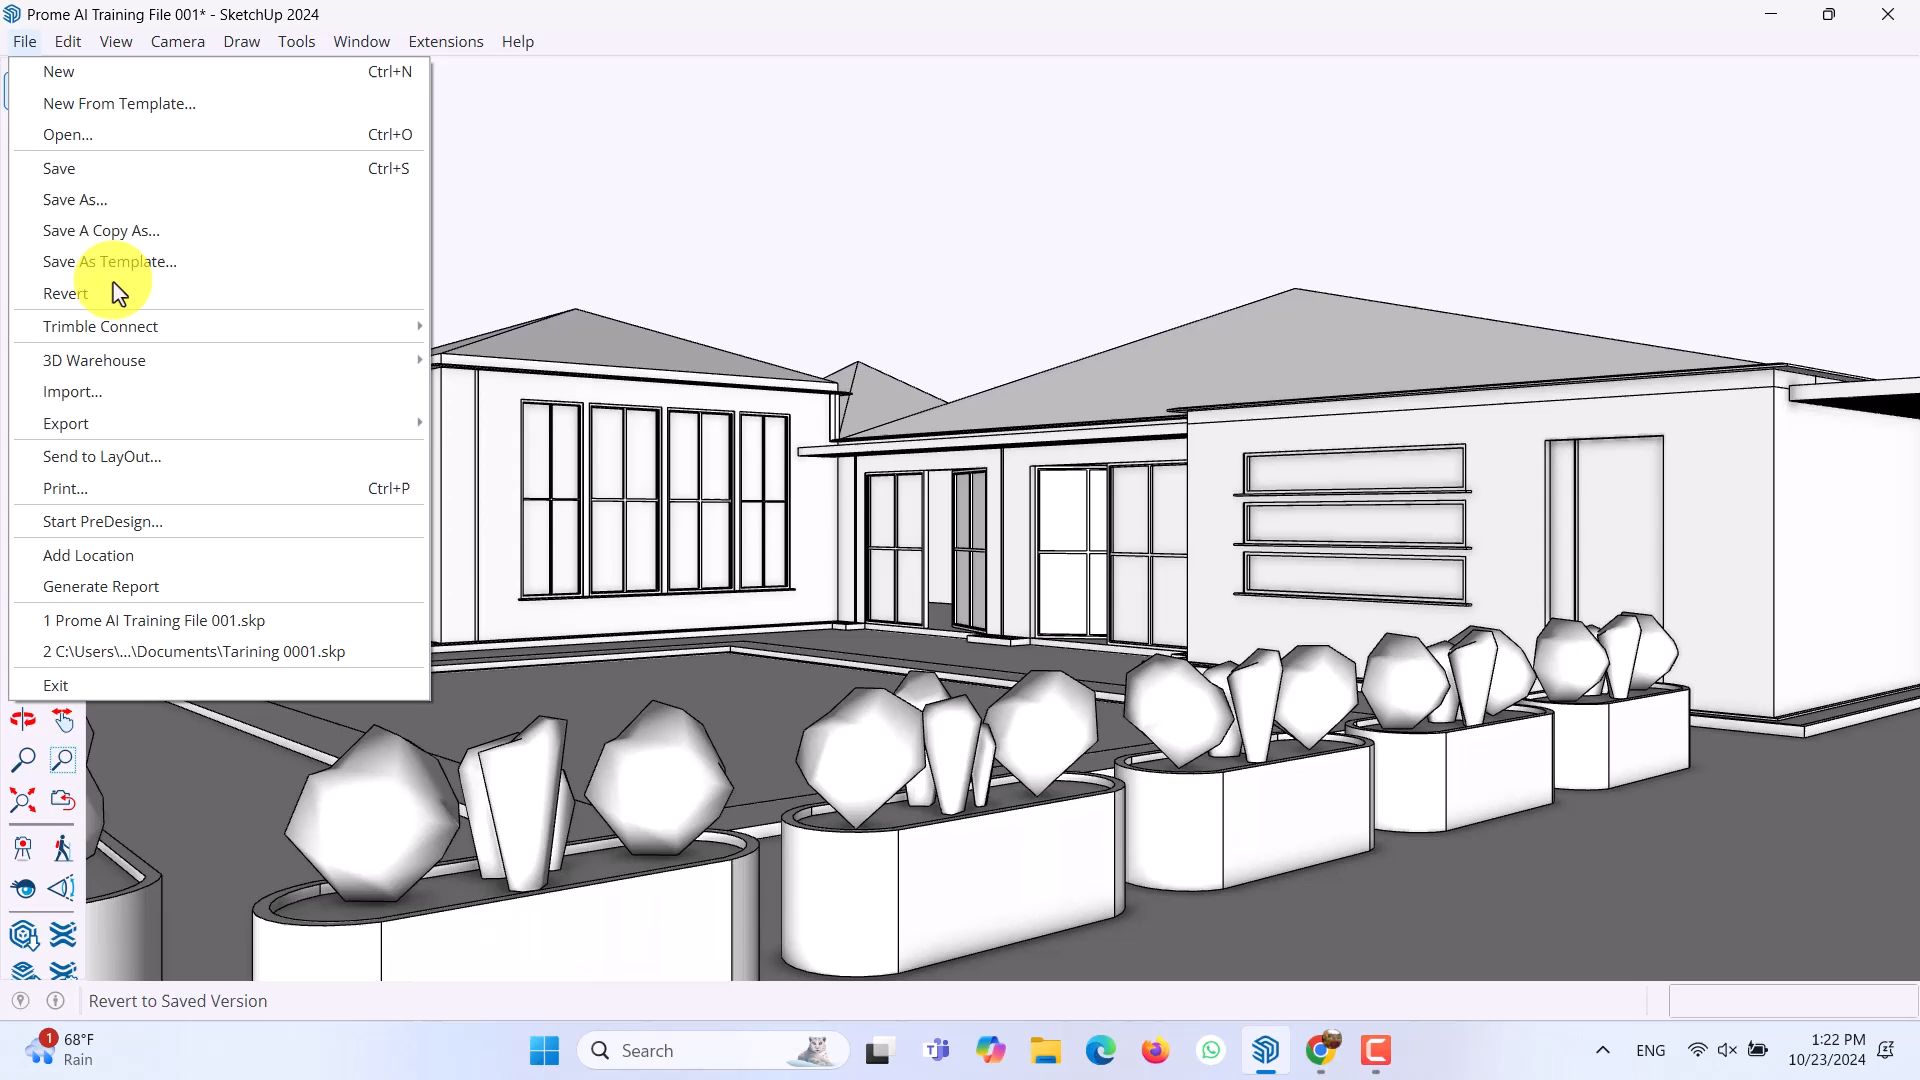 Prome AI Training File 001* - SketchUp 2024
File Edit View Camera Draw Tools Window Extensions Help
New Ctrl+N
New From Template...
Open... Ctrl+O
Save Ctrl+S
Save As...
Save A Copy As...
Save As Template...
Revert
Trimble Connect
3D Warehouse
Import...
Export
Send to LayOut...
Print... Ctrl+P
Start PreDesign...
Add Location
Generate Report
1 Prome AI Training File 001.skp
2 C:\Users\...\Documents\Tarining 0001.skp
Exit
Revert to Saved Version
1
68°F
Rain
Search
ENG
1:22 PM
10/23/2024